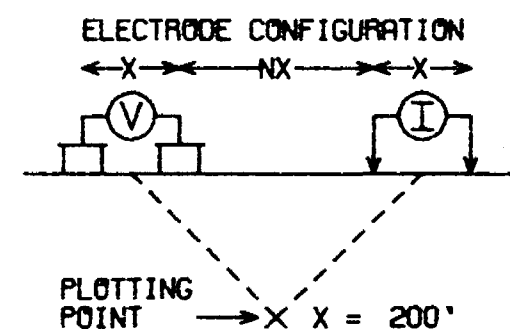 ELECTRODE CONFIGURATION
X NX X
V I
PLOTTING
POINT X X = 200'